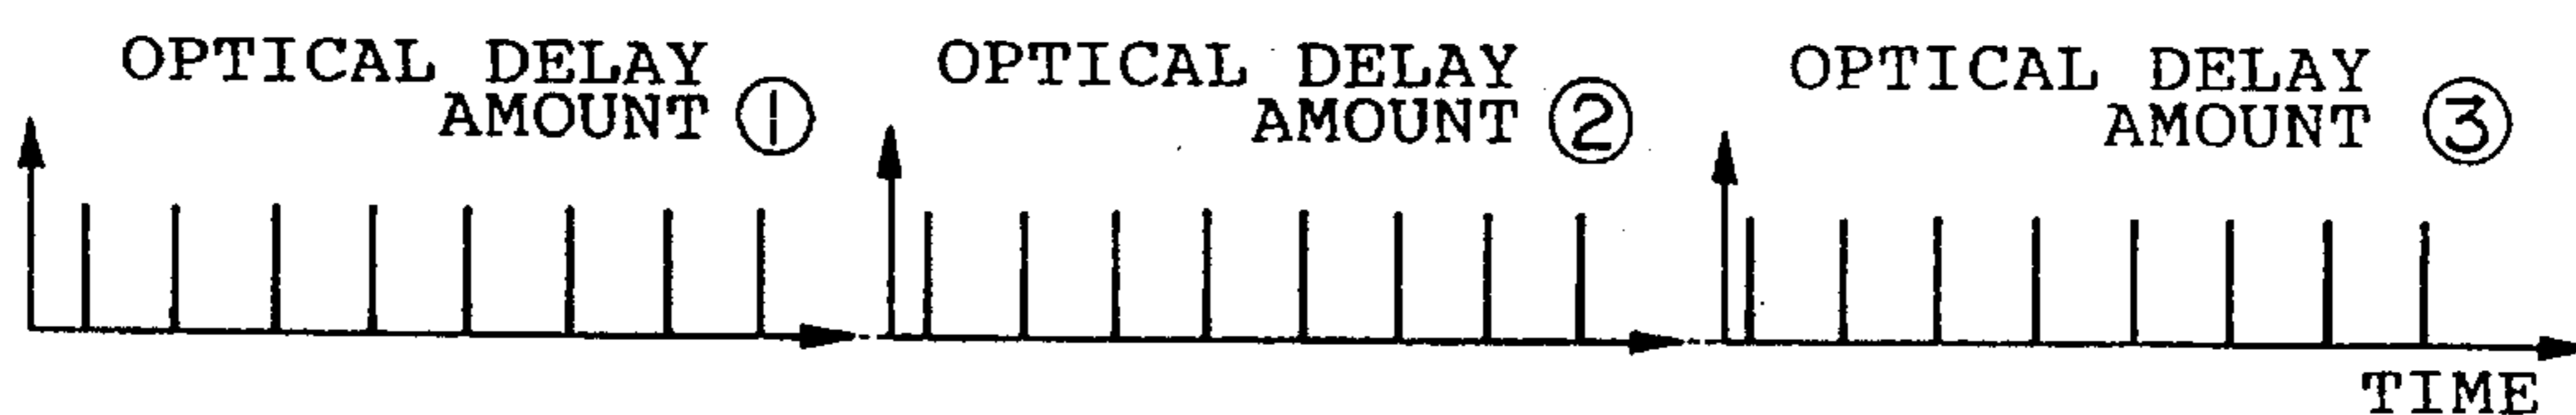 OPTICAL DELAY
AMOUNT ①
OPTICAL DELAY
AMOUNT ②
OPTICAL DELAY
AMOUNT ③
TIME